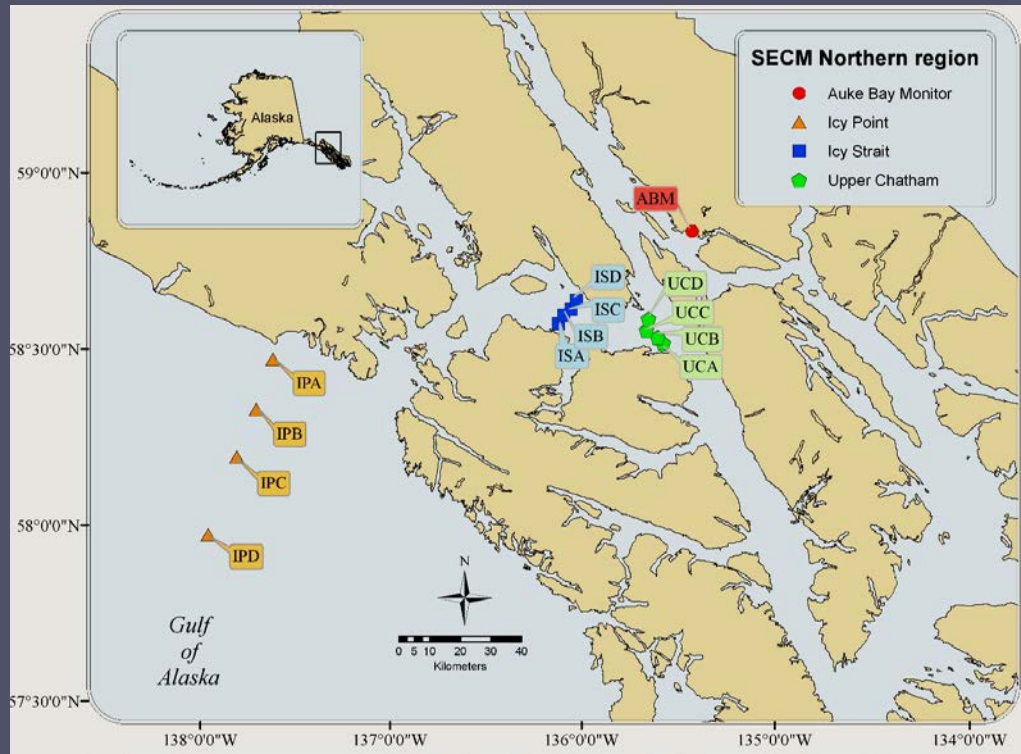 Alaska
SECM Northern region
Auke Bay Monitor
Icy Point
Icy Strait
Upper Chatham
59°0'0"N
58°30'0"N
58°0'0"N
57°30'0"N
ABM
ISD
ISC
ISB
ISA
UCD
UCC
UCB
UCA
IPA
IPB
IPC
IPD
N
0 5 10 20 30 40
Kilometers
Gulf
of
Alaska
138°0'0"W 137°0'0"W 136°0'0"W 135°0'0"W 134°0'0"W